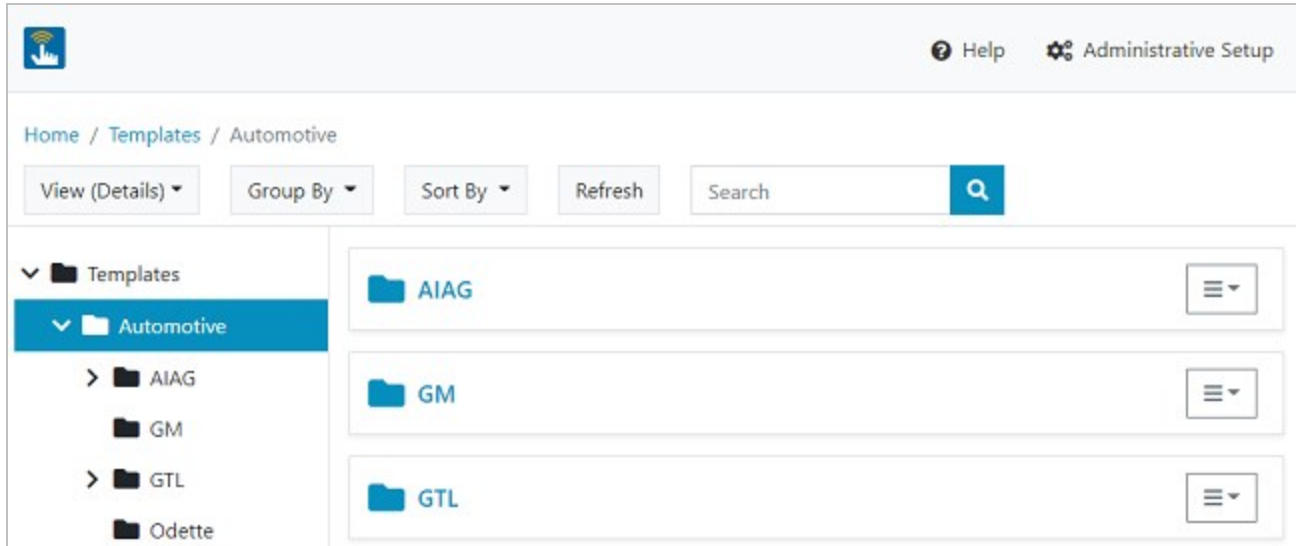 Help Administrative Setup
Home / Templates / Automotive
View (Details) Group By Sort By Refresh Search
Templates
Automotive
AIAG
GM
GTL
Odette
AIAG
GM
GTL